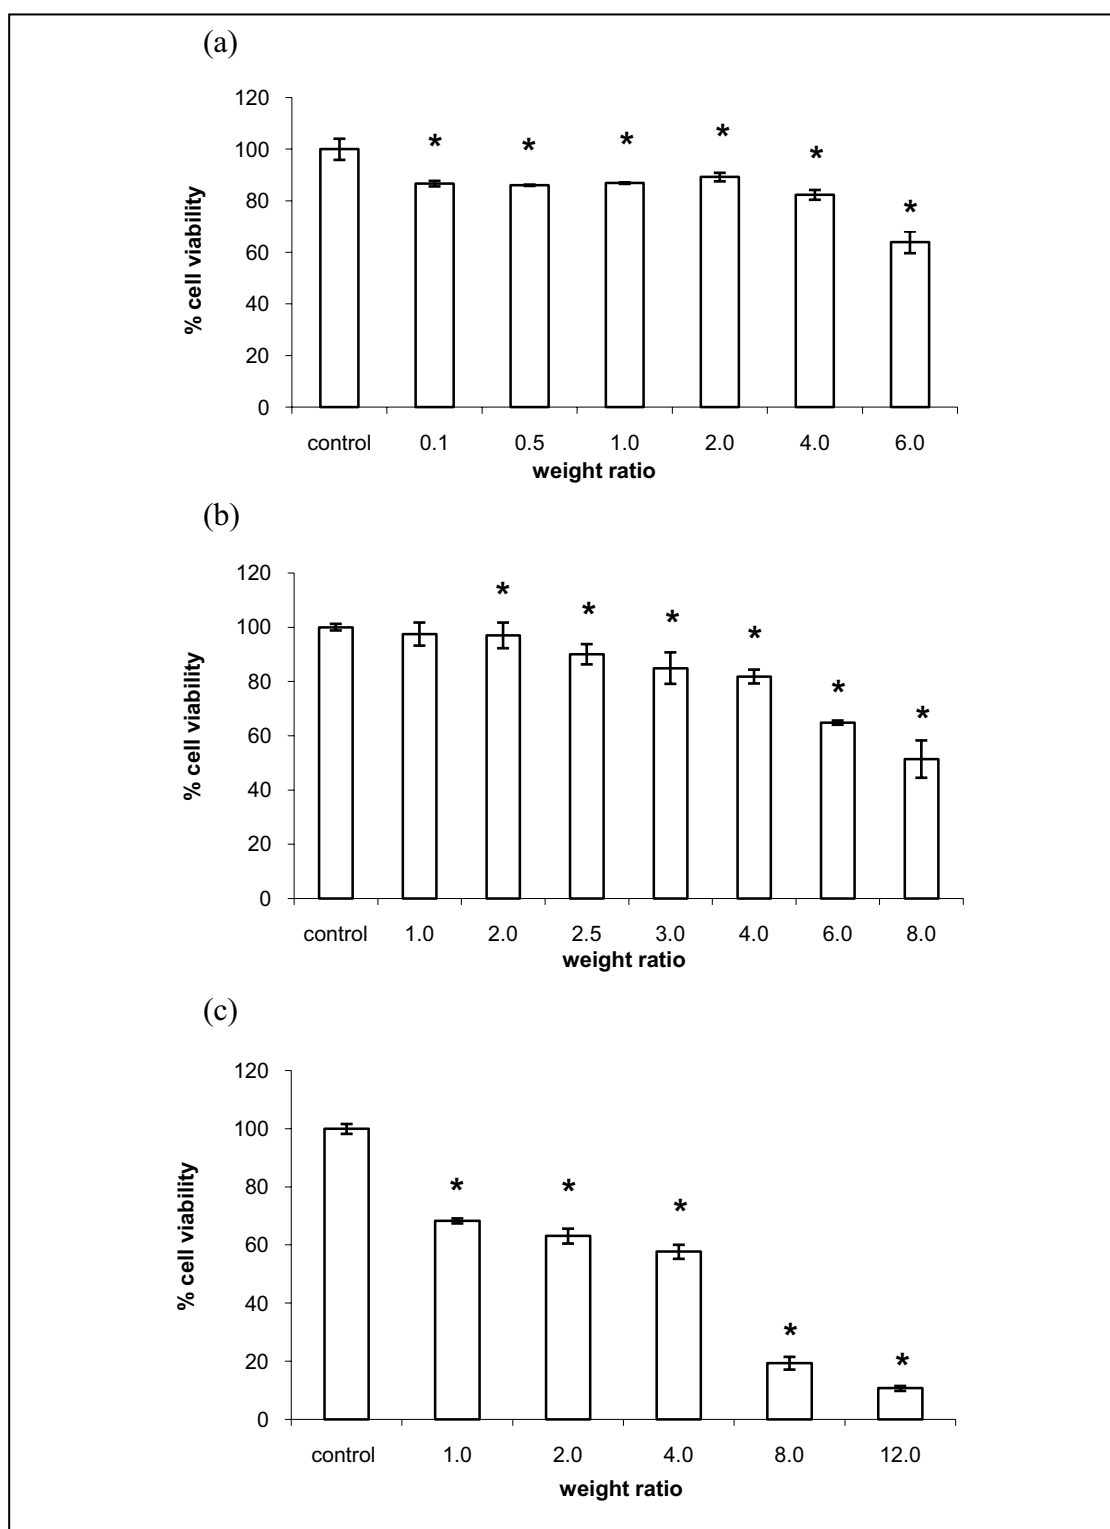 (a)
120
100
80
60
40
20
0
% cell viability
* * * * * *
control 0.1 0.5 1.0 2.0 4.0 6.0
weight ratio
(b)
120
100
80
60
40
20
0
% cell viability
* * * * * *
control 1.0 2.0 2.5 3.0 4.0 6.0 8.0
weight ratio
(c)
120
100
80
60
40
20
0
% cell viability
* * * * *
control 1.0 2.0 4.0 8.0 12.0
weight ratio